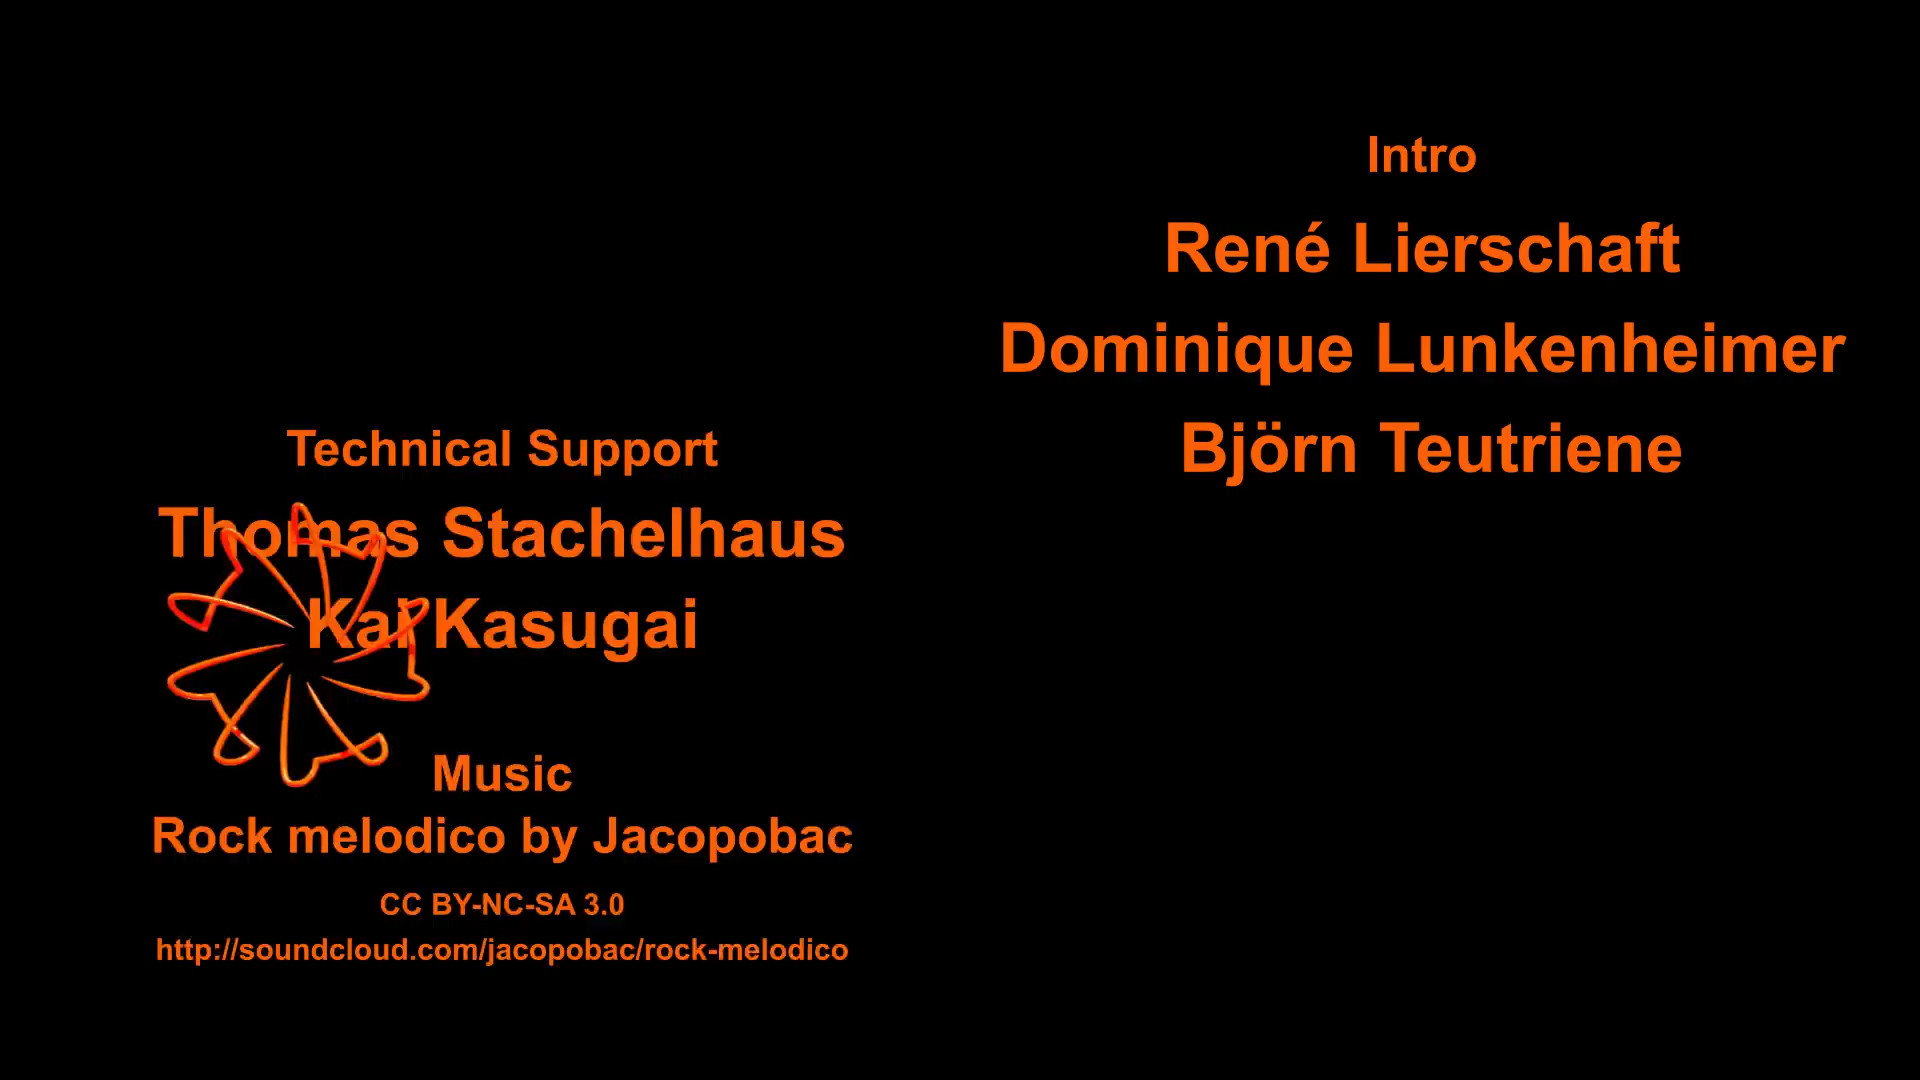 Technical Support
Thomas Stachelhaus
Kai Kasugai
Music
Rock melodico by Jacopobac
CC BY-NC-SA 3.0
http://soundcloud.com/jacopobac/rock-melodico
Intro
René Lierschaft
Dominique Lunkenheimer
Björn Teutriene